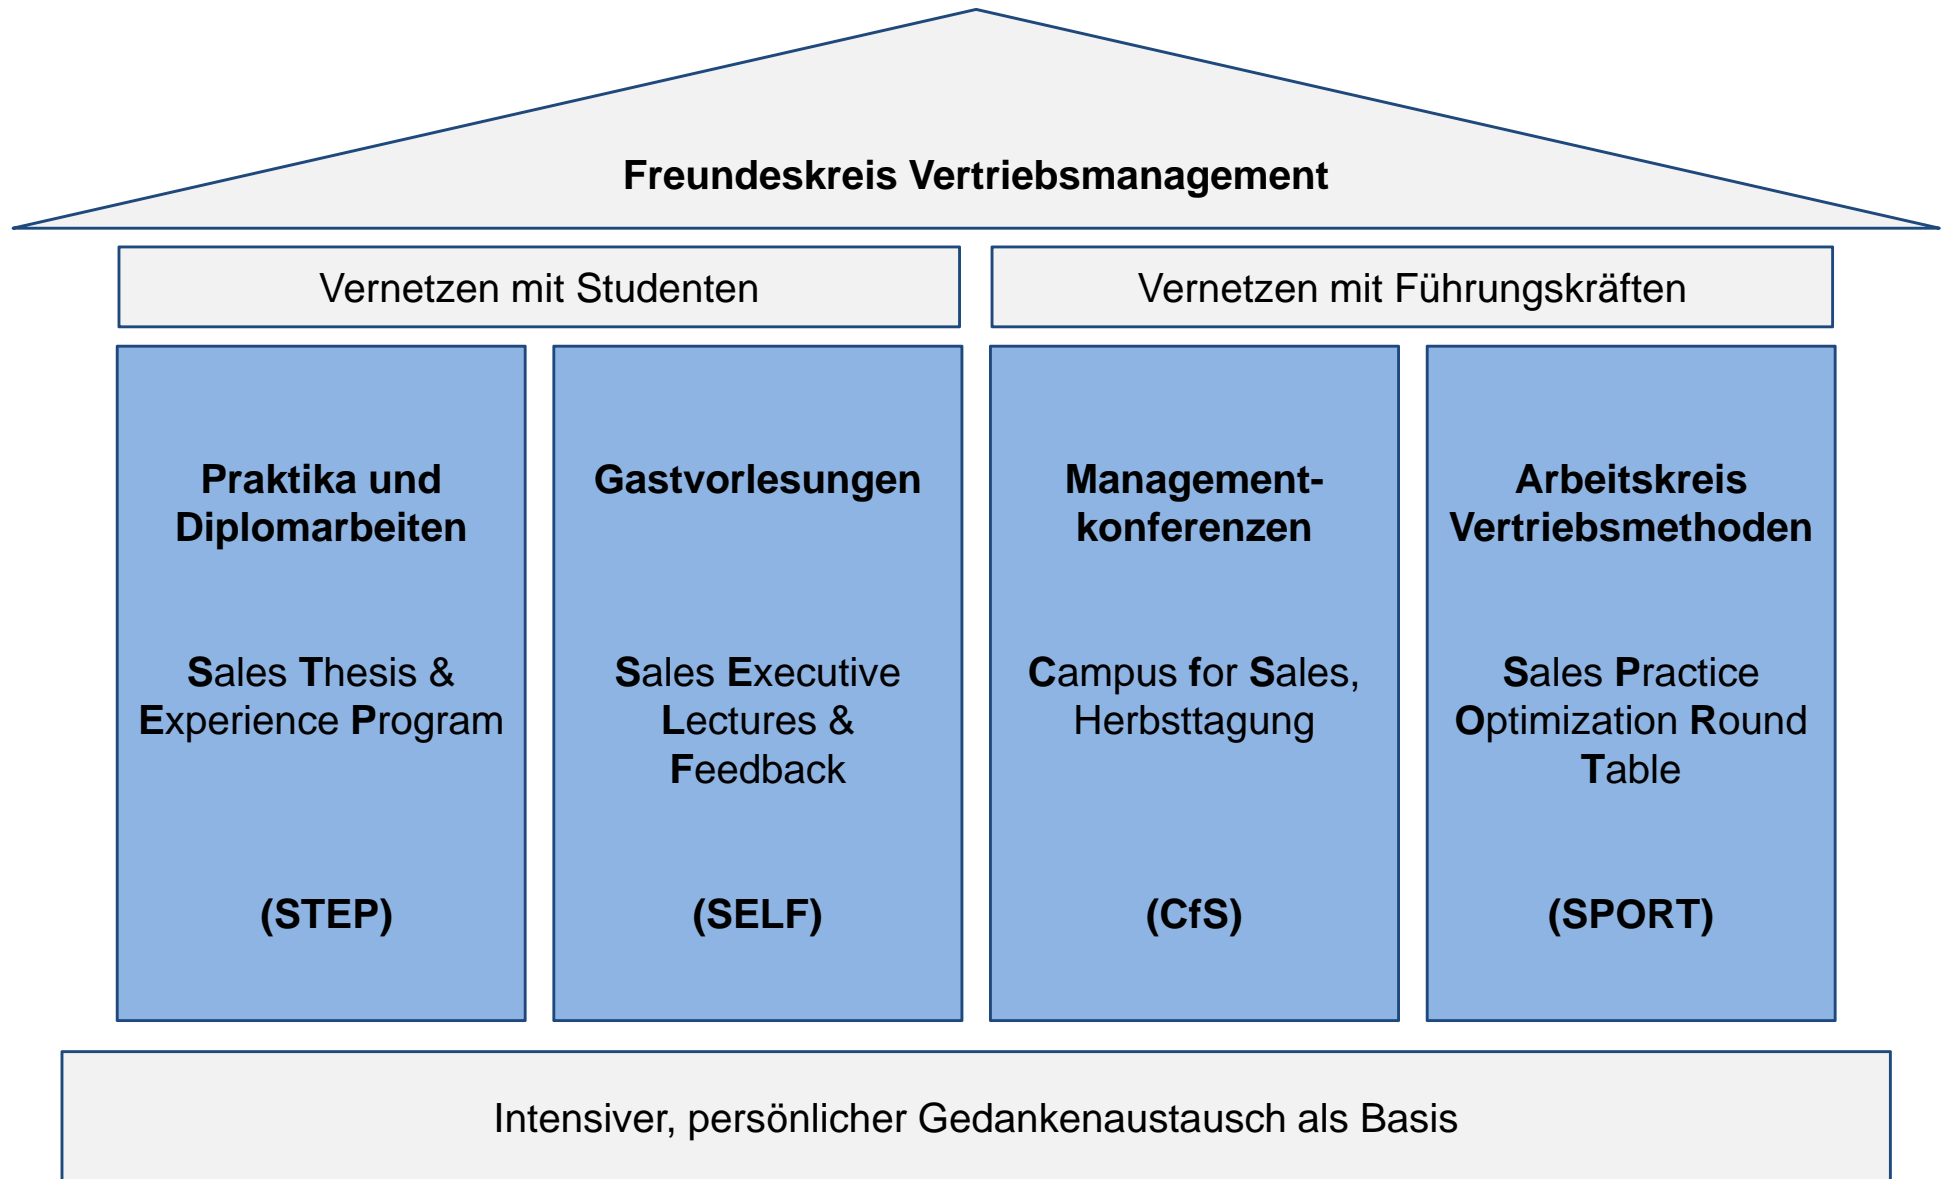 Freundeskreis Vertriebsmanagement
Vernetzen mit Studenten
Vernetzen mit Führungskräften
Praktika und
Diplomarbeiten
Sales Thesis &
Experience Program
(STEP)
Gastvorlesungen
Sales Executive
Lectures &
Feedback
(SELF)
Management-
konferenzen
Campus for Sales,
Herbsttagung
(CfS)
Arbeitskreis
Vertriebsmethoden
Sales Practice
Optimization Round
Table
(SPORT)
Intensiver, persönlicher Gedankenaustausch als Basis